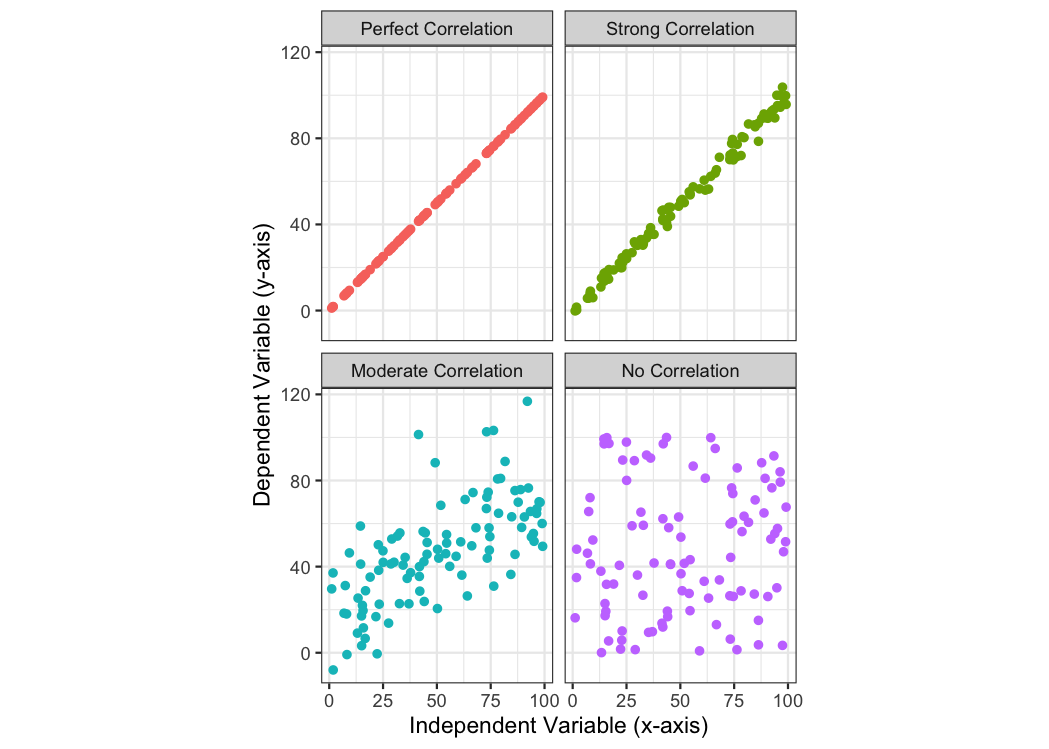 Perfect Correlation
Strong Correlation
120
80
40
0
Moderate Correlation
No Correlation
120
80
40
0
0 25 50 75 100
0 25 50 75 100
Dependent Variable (y-axis)
Independent Variable (x-axis)